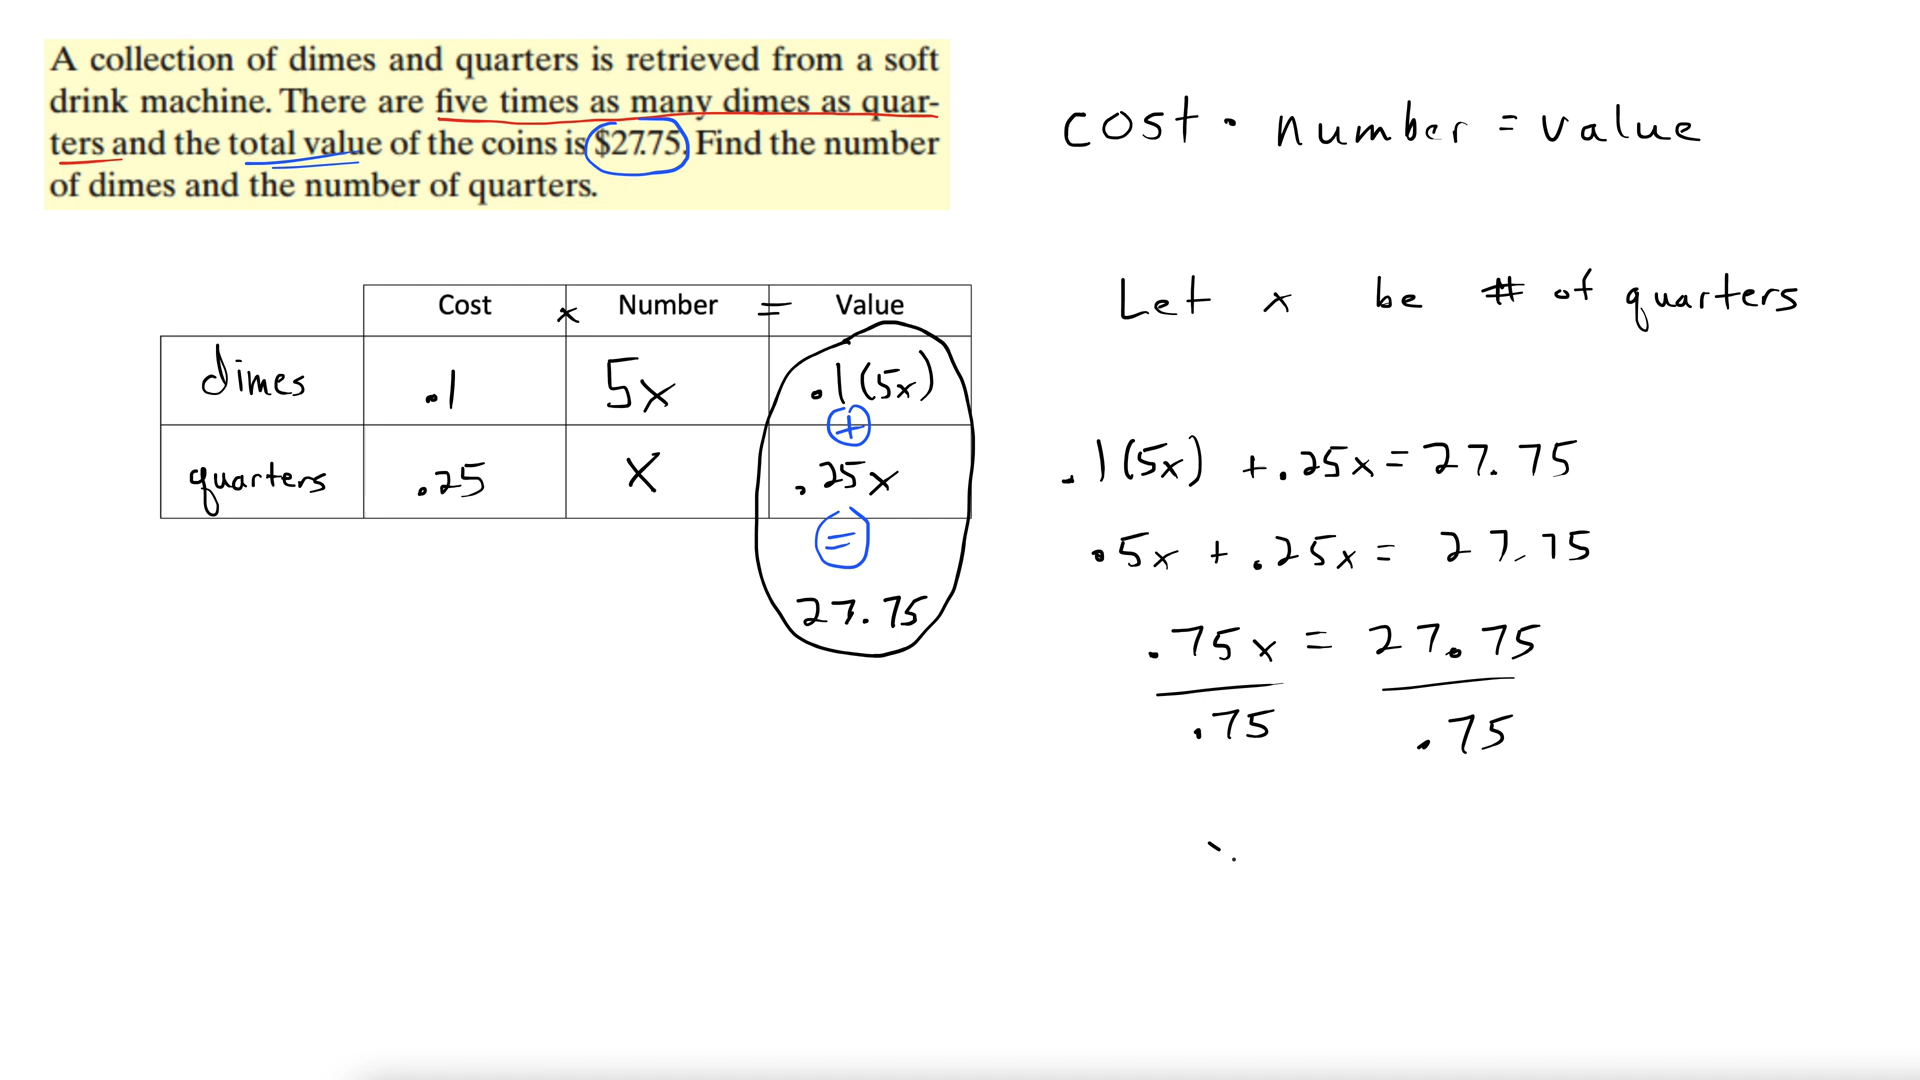 A collection of dimes and quarters is retrieved from a soft
drink machine. There are five times as many dimes as quar-
ters and the total value of the coins is $27.75. Find the number
of dimes and the number of quarters.
cost · number = value
Let x be # of quarters
Cost x Number = Value
dimes .1 5x .1(5x)
+
quarters .25 x .25x
=
27.75
.1(5x) + .25x = 27.75
.5x + .25x = 27.75
.75x = 27.75
.75 .75